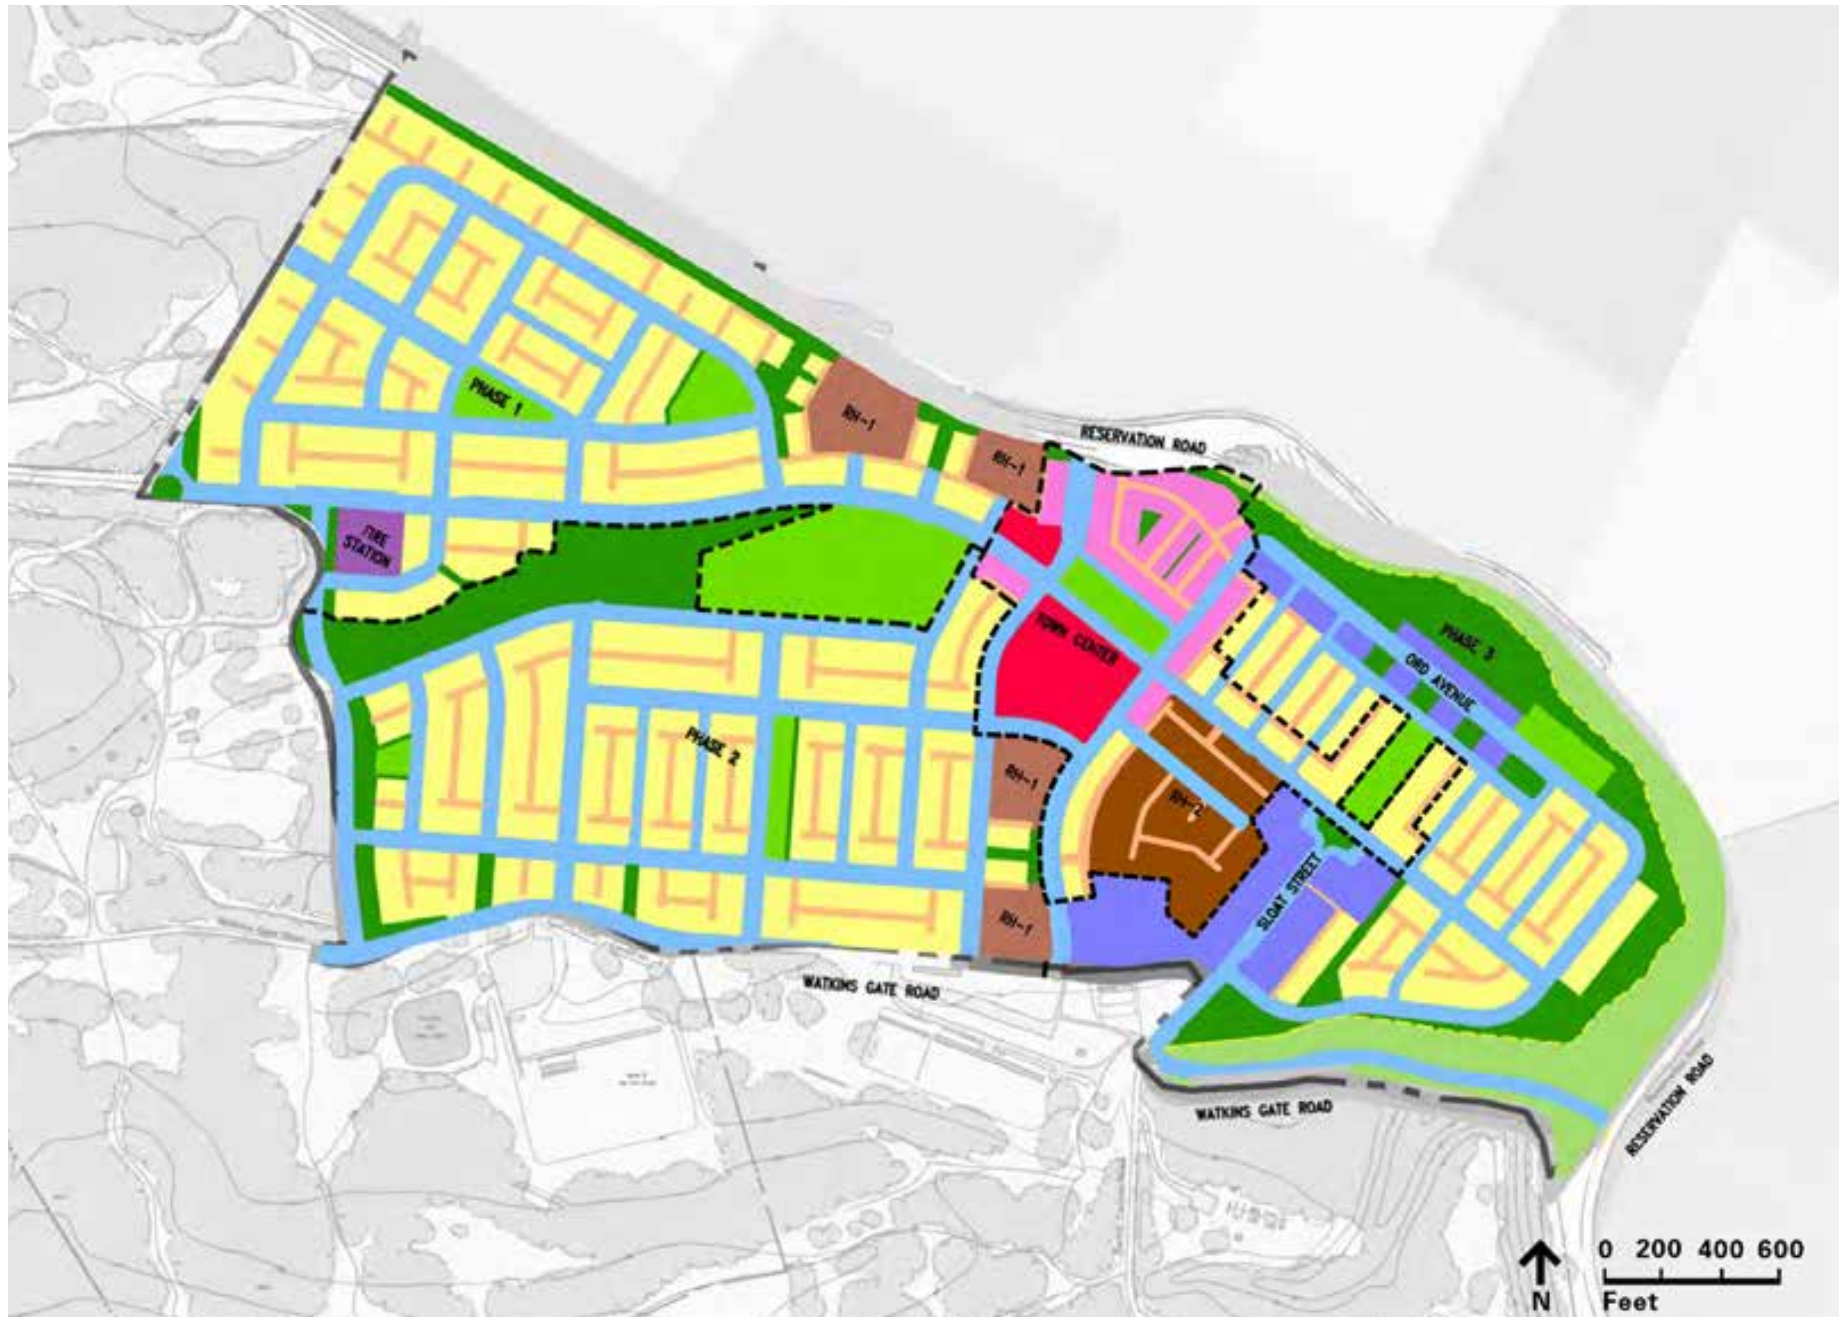 PHASE 1
RH-1
RESERVATION ROAD
RH-1
FIRE
STATION
PHASE 3
TOWN CENTER
ORD AVENUE
PHASE 2
RH-1
RH-2
SLOAT STREET
RH-1
WATKINS GATE ROAD
WATKINS GATE ROAD
RESERVATION ROAD
0 200 400 600
Feet
N